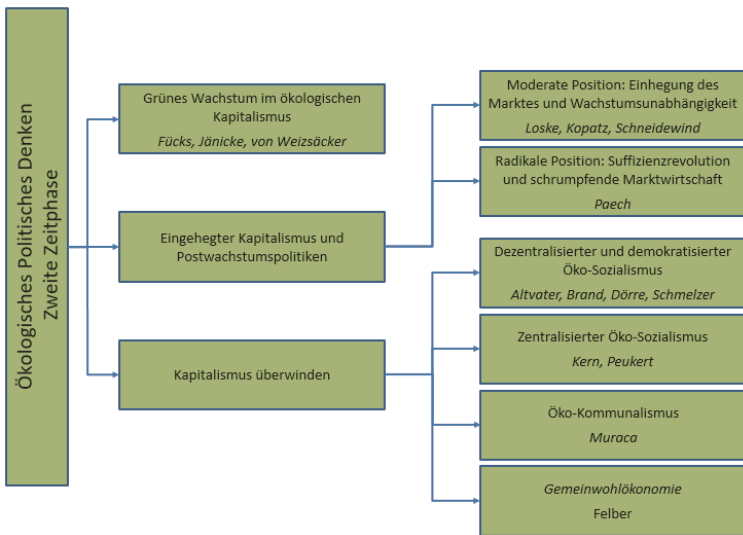 Ökologisches Politisches Denken
Zweite Zeitphase
Grünes Wachstum im ökologischen
Kapitalismus
Fücks, Jänicke, von Weizsäcker
Eingehegter Kapitalismus und
Postwachstumspolitiken
Kapitalismus überwinden
Moderate Position: Einhegung des
Marktes und Wachstumsunabhängigkeit
Loske, Kopatz, Schneidewind
Radikale Position: Suffizienzrevolution
und schrumpfende Marktwirtschaft
Paech
Dezentralisierter und demokratisierter
Öko-Sozialismus
Altvater, Brand, Dörre, Schmelzer
Zentralisierter Öko-Sozialismus
Kern, Peukert
Öko-Kommunalismus
Muraca
Gemeinwohlökonomie
Felber